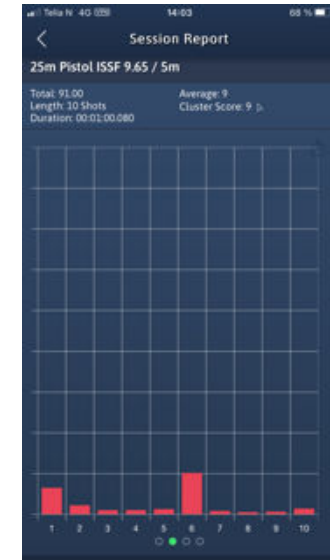 Telia N 4G 14:03 68 %
Session Report
25m Pistol ISSF 9.65 / 5m
Total: 91.00 Average: 9
Length: 10 Shots Cluster Score: 9
Duration: 00:01:00.080
1 2 3 4 5 6 7 8 9 10